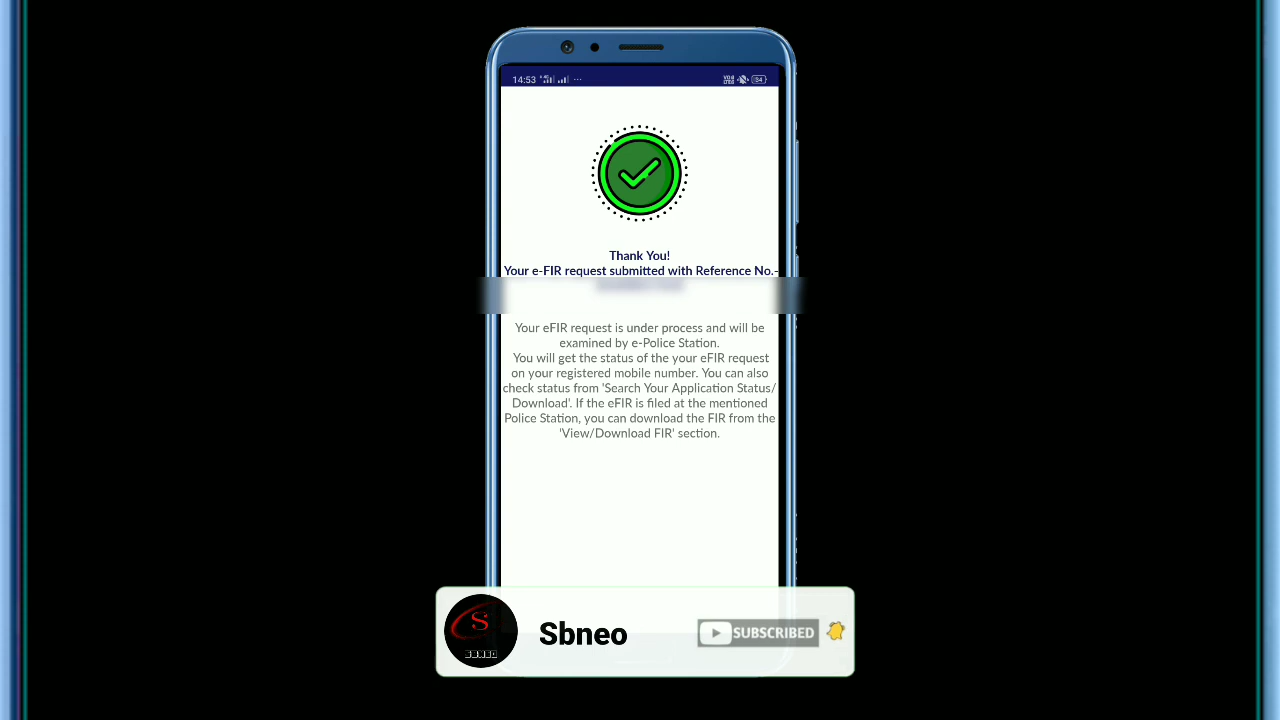 14:53
54
Thank You!
Your e-FIR request submitted with Reference No.-
Your eFIR request is under process and will be
examined by e-Police Station.
You will get the status of the your eFIR request
on your registered mobile number. You can also
check status from 'Search Your Application Status/
Download'. If the eFIR is filed at the mentioned
Police Station, you can download the FIR from the
'View/Download FIR' section.
S
Sbneo
SUBSCRIBED